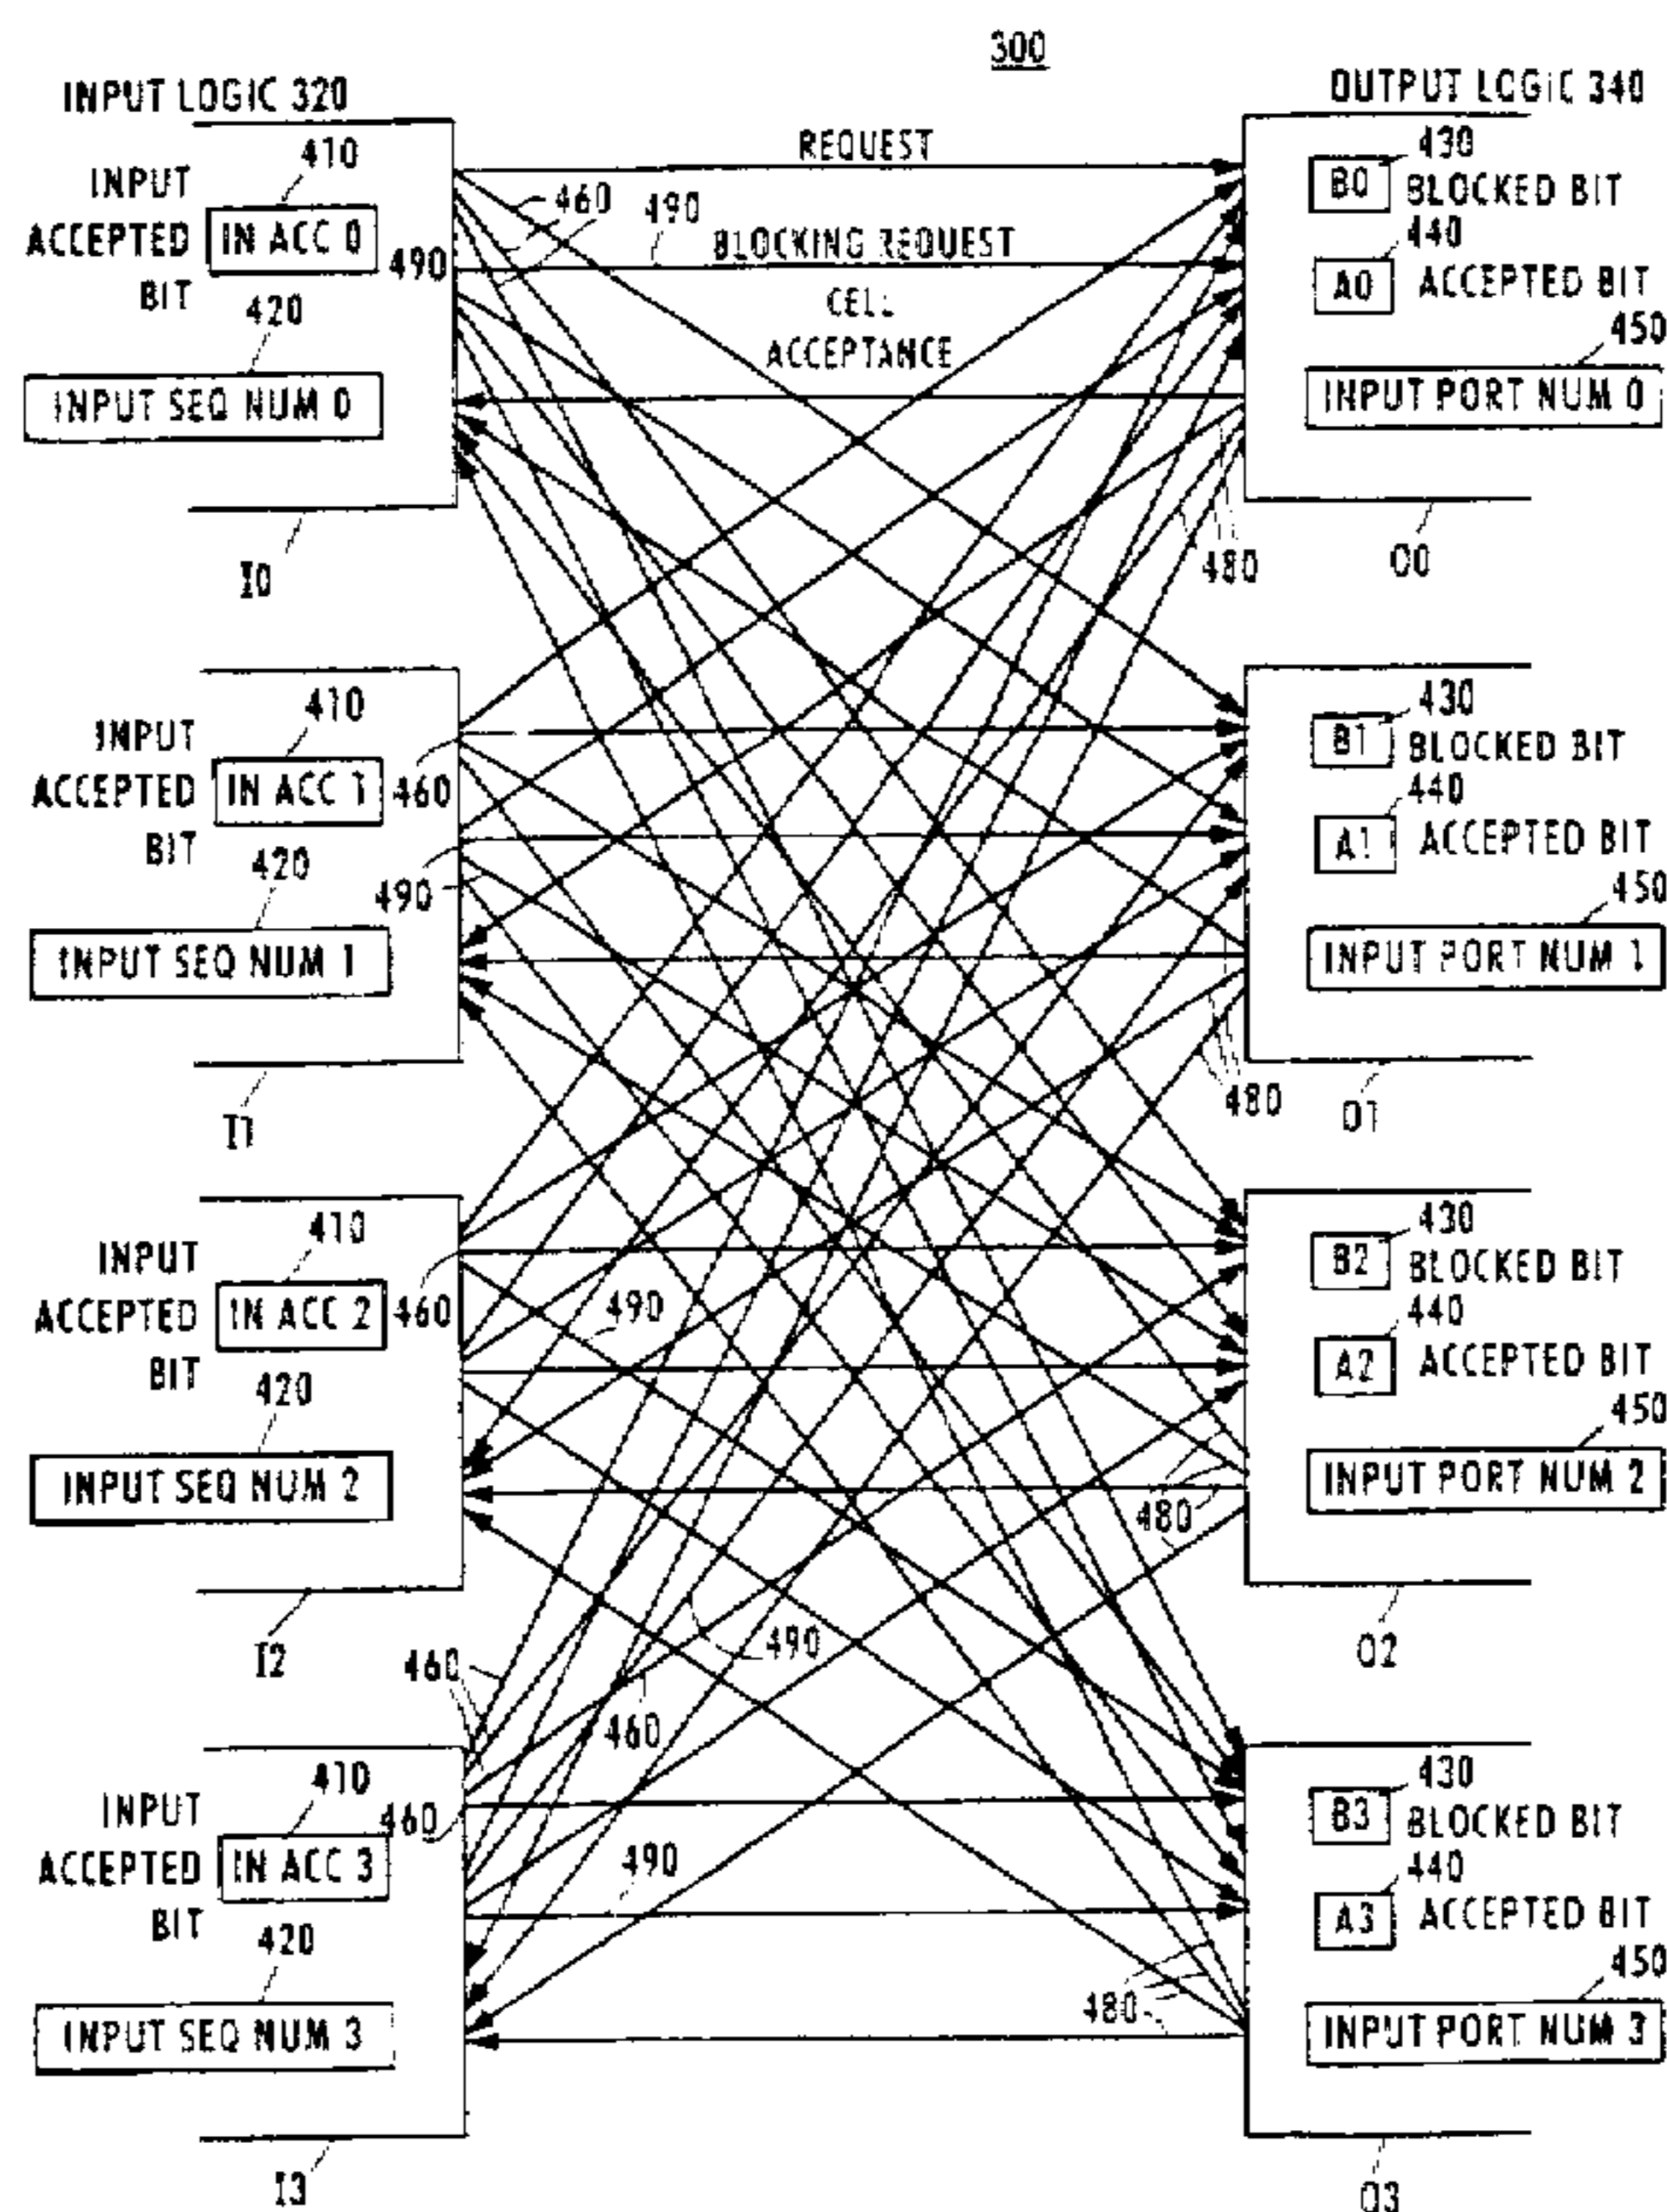 300
INPUT LOGIC 320
OUTPUT LOGIC 340
410
INPUT
ACCEPTED
BIT
IN ACC 0
420
INPUT SEQ NUM 0
I0
REQUEST
460
490
490
BLOCKING REQUEST
CELL
ACCEPTANCE
430
B0
BLOCKED BIT
440
A0
ACCEPTED BIT
450
INPUT PORT NUM 0
480
O0
410
INPUT
ACCEPTED
BIT
IN ACC 1
460
420
490
INPUT SEQ NUM 1
I1
430
B1
BLOCKED BIT
440
A1
ACCEPTED BIT
450
INPUT PORT NUM 1
480
O1
410
INPUT
ACCEPTED
BIT
IN ACC 2
460
490
420
INPUT SEQ NUM 2
I2
430
B2
BLOCKED BIT
440
A2
ACCEPTED BIT
450
INPUT PORT NUM 2
480
O2
490
460
460
410
INPUT
ACCEPTED
BIT
IN ACC 3
460
490
420
INPUT SEQ NUM 3
I3
430
B3
BLOCKED BIT
440
A3
ACCEPTED BIT
450
INPUT PORT NUM 3
480
O3